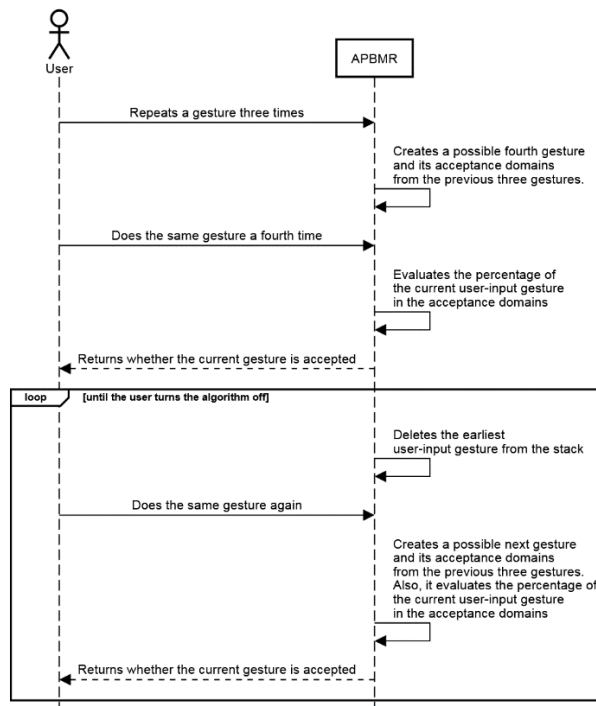 User
APBMR
Repeats a gesture three times
Creates a possible fourth gesture
and its acceptance domains
from the previous three gestures.
Does the same gesture a fourth time
Evaluates the percentage of
the current user-input gesture
in the acceptance domains
Returns whether the current gesture is accepted
loop
[until the user turns the algorithm off]
Deletes the earliest
user-input gesture from the stack
Does the same gesture again
Creates a possible next gesture
and its acceptance domains
from the previous three gestures.
Also, it evaluates the percentage of
the current user-input gesture
in the acceptance domains
Returns whether the current gesture is accepted